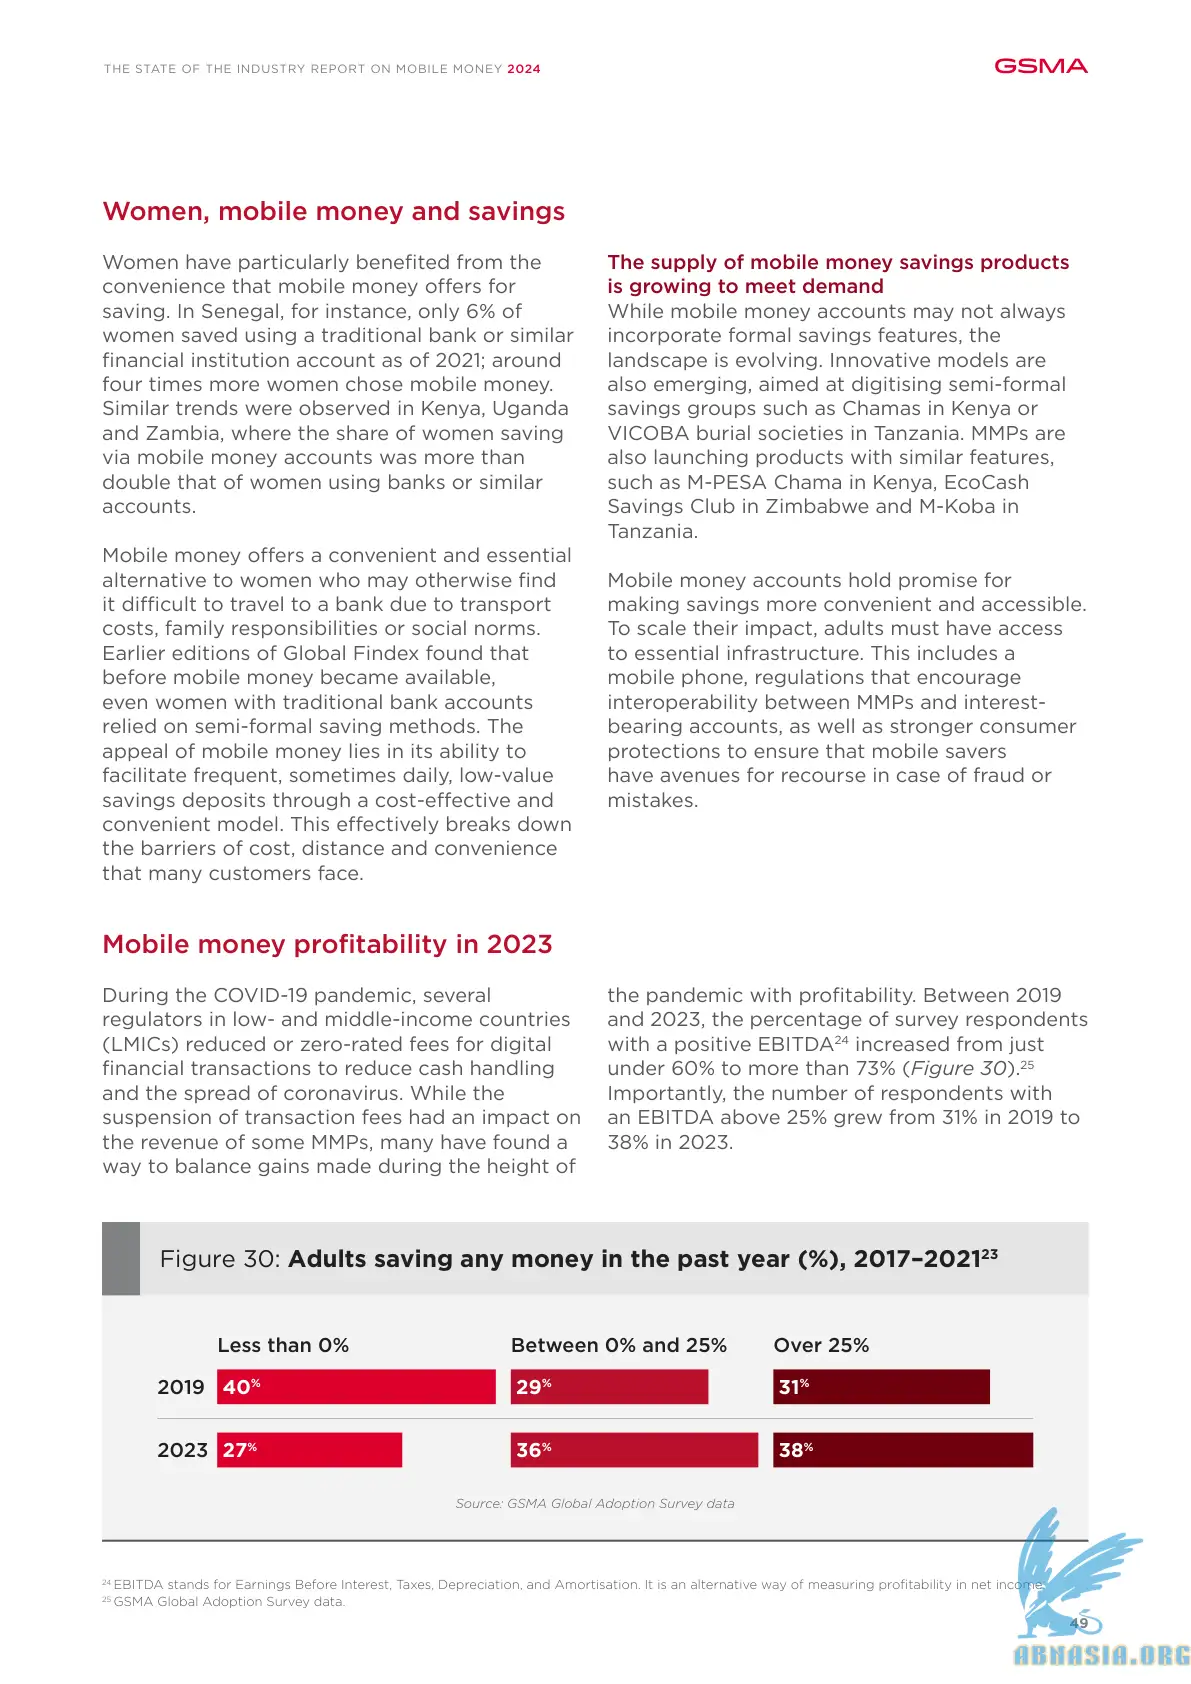 THE STATE OF THE INDUSTRY REPORT ON MOBILE MONEY 2024
GSMA
Women, mobile money and savings
Women have particularly benefited from the
convenience that mobile money offers for
saving. In Senegal, for instance, only 6% of
women saved using a traditional bank or similar
financial institution account as of 2021; around
four times more women chose mobile money.
Similar trends were observed in Kenya, Uganda
and Zambia, where the share of women saving
via mobile money accounts was more than
double that of women using banks or similar
accounts.
Mobile money offers a convenient and essential
alternative to women who may otherwise find
it difficult to travel to a bank due to transport
costs, family responsibilities or social norms.
Earlier editions of Global Findex found that
before mobile money became available,
even women with traditional bank accounts
relied on semi-formal saving methods. The
appeal of mobile money lies in its ability to
facilitate frequent, sometimes daily, low-value
savings deposits through a cost-effective and
convenient model. This effectively breaks down
the barriers of cost, distance and convenience
that many customers face.
The supply of mobile money savings products
is growing to meet demand
While mobile money accounts may not always
incorporate formal savings features, the
landscape is evolving. Innovative models are
also emerging, aimed at digitising semi-formal
savings groups such as Chamas in Kenya or
VICOBA burial societies in Tanzania. MMPs are
also launching products with similar features,
such as M-PESA Chama in Kenya, EcoCash
Savings Club in Zimbabwe and M-Koba in
Tanzania.
Mobile money accounts hold promise for
making savings more convenient and accessible.
To scale their impact, adults must have access
to essential infrastructure. This includes a
mobile phone, regulations that encourage
interoperability between MMPs and interest-
bearing accounts, as well as stronger consumer
protections to ensure that mobile savers
have avenues for recourse in case of fraud or
mistakes.
Mobile money profitability in 2023
During the COVID-19 pandemic, several
regulators in low- and middle-income countries
(LMICs) reduced or zero-rated fees for digital
financial transactions to reduce cash handling
and the spread of coronavirus. While the
suspension of transaction fees had an impact on
the revenue of some MMPs, many have found a
way to balance gains made during the height of
the pandemic with profitability. Between 2019
and 2023, the percentage of survey respondents
with a positive EBITDA24 increased from just
under 60% to more than 73% (Figure 30).25
Importantly, the number of respondents with
an EBITDA above 25% grew from 31% in 2019 to
38% in 2023.
Figure 30: Adults saving any money in the past year (%), 2017–202123
Less than 0% Between 0% and 25% Over 25%
2019 40% 29% 31%
2023 27% 36% 38%
Source: GSMA Global Adoption Survey data
24 EBITDA stands for Earnings Before Interest, Taxes, Depreciation, and Amortisation. It is an alternative way of measuring profitability in net income.
25 GSMA Global Adoption Survey data.
49
ABNASIA.ORG